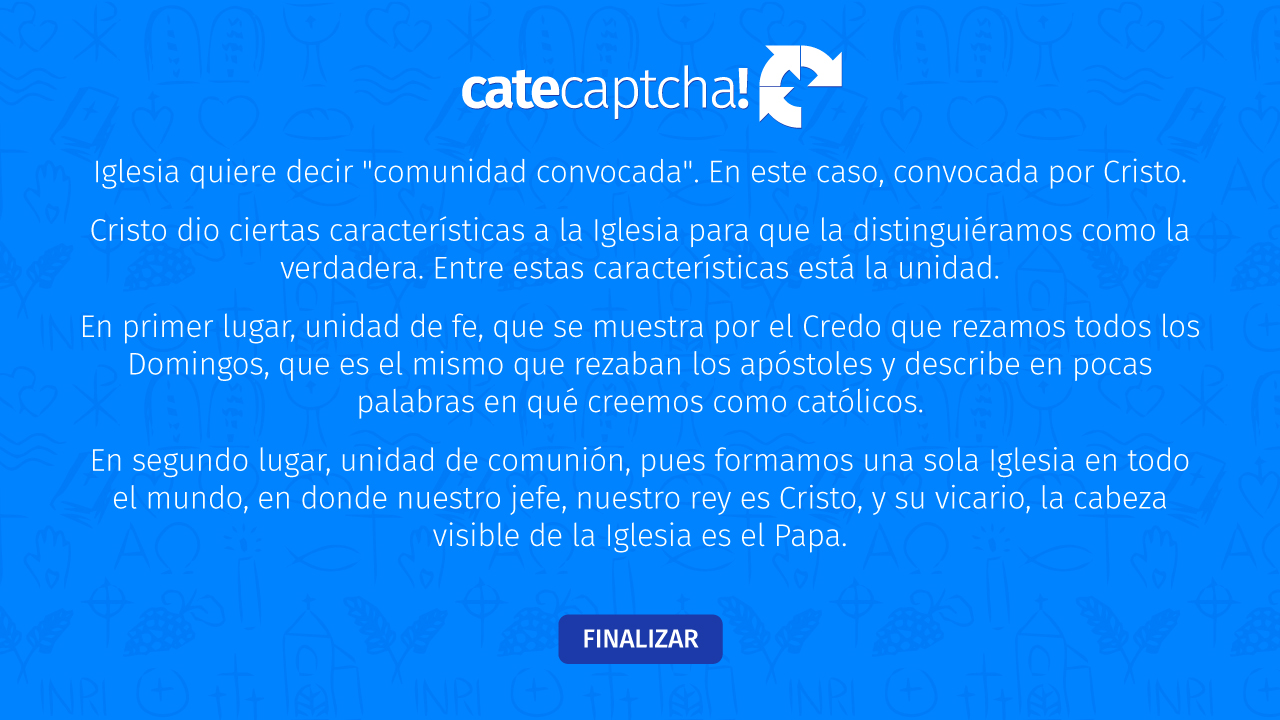 catecaptcha!
Iglesia quiere decir "comunidad convocada". En este caso, convocada por Cristo.
Cristo dio ciertas características a la Iglesia para que la distinguiéramos como la
verdadera. Entre estas características está la unidad.
En primer lugar, unidad de fe, que se muestra por el Credo que rezamos todos los
Domingos, que es el mismo que rezaban los apóstoles y describe en pocas
palabras en qué creemos como católicos.
En segundo lugar, unidad de comunión, pues formamos una sola Iglesia en todo
el mundo, en donde nuestro jefe, nuestro rey es Cristo, y su vicario, la cabeza
visible de la Iglesia es el Papa.
FINALIZAR
INRI
INRI
INRI